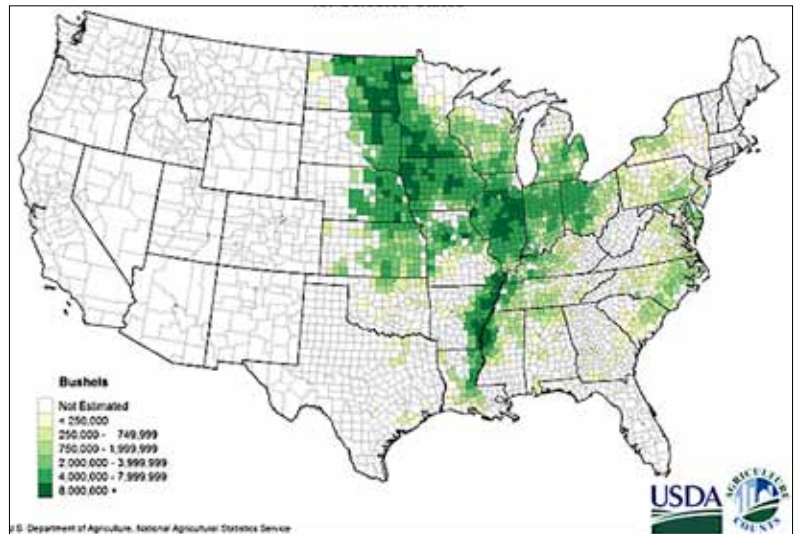 Bushels
Not Estimated
< 250,000
250,000 - 749,999
750,000 - 1,999,999
2,000,000 - 3,999,999
4,000,000 - 7,999,999
8,000,000 +
U.S. Department of Agriculture, National Agricultural Statistics Service
USDA
AGRICULTURE
COUNTS